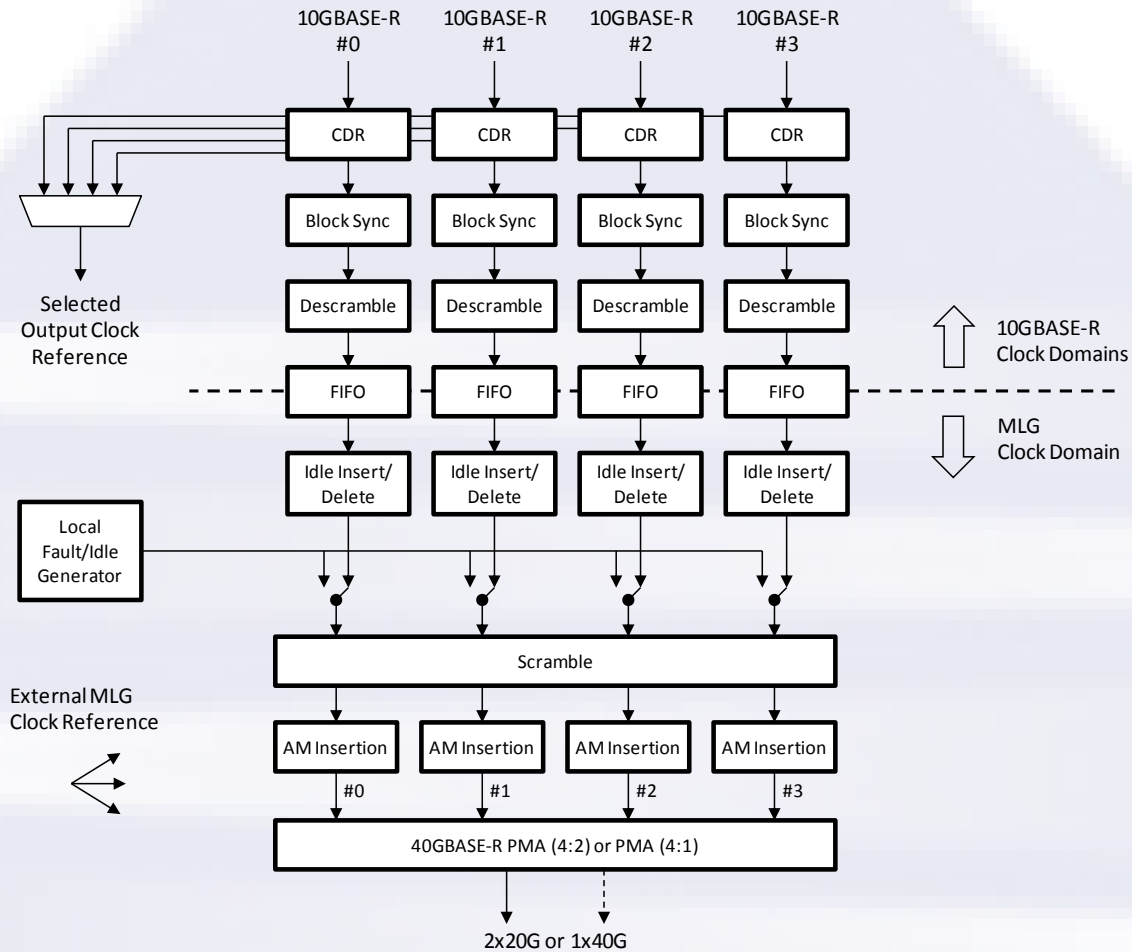 10GBASE-R #0
10GBASE-R #1
10GBASE-R #2
10GBASE-R #3
CDR
CDR
CDR
CDR
Block Sync
Block Sync
Block Sync
Block Sync
Selected
Output Clock
Reference
Descramble
Descramble
Descramble
Descramble
10GBASE-R
Clock Domains
FIFO
FIFO
FIFO
FIFO
MLG
Clock Domain
Idle Insert/
Delete
Idle Insert/
Delete
Idle Insert/
Delete
Idle Insert/
Delete
Local
Fault/Idle
Generator
Scramble
External MLG
Clock Reference
AM Insertion
AM Insertion
AM Insertion
AM Insertion
#0
#1
#2
#3
40GBASE-R PMA (4:2) or PMA (4:1)
2x20G or 1x40G